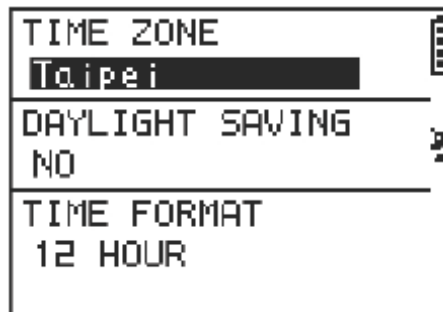 TIME ZONE
Taipei
DAYLIGHT SAVING
NO
TIME FORMAT
12 HOUR